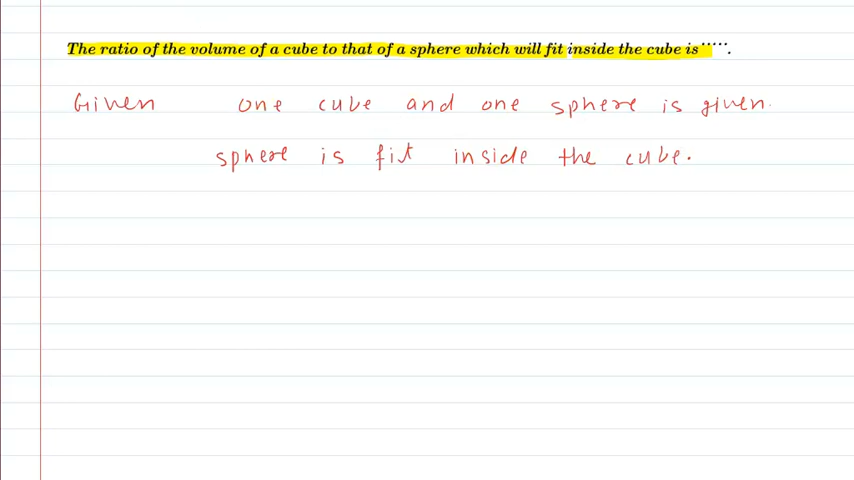 The ratio of the volume of a cube to that of a sphere which will fit inside the cube is·····.
Given one cube and one sphere is given.
sphere is fit inside the cube.